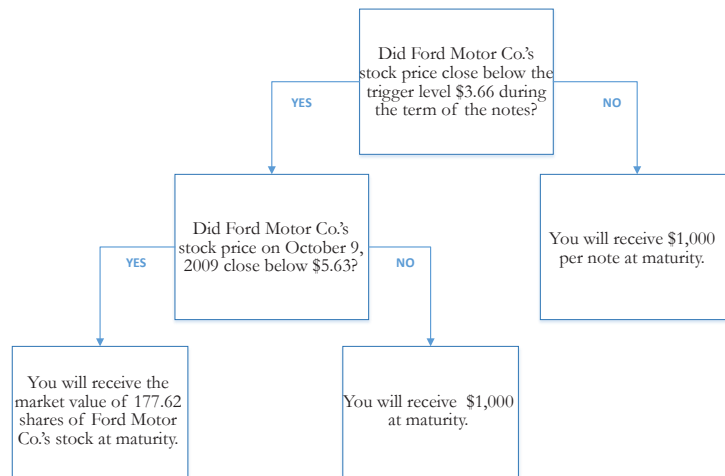 Did Ford Motor Co.'s
stock price close below the
trigger level $3.66 during
the term of the notes?
YES
NO
Did Ford Motor Co.'s
stock price on October 9,
2009 close below $5.63?
You will receive $1,000
per note at maturity.
YES
NO
You will receive the
market value of 177.62
shares of Ford Motor
Co.'s stock at maturity.
You will receive $1,000
at maturity.